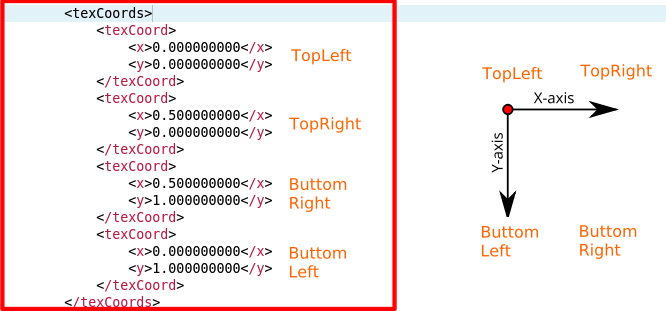 <texCoords>
<texCoord>
<x>0.000000000</x>
<y>0.000000000</y>
TopLeft
</texCoord>
<texCoord>
<x>0.500000000</x>
<y>0.000000000</y>
TopRight
</texCoord>
<texCoord>
<x>0.500000000</x>
<y>1.000000000</y>
Buttom
Right
</texCoord>
<texCoord>
<x>0.000000000</x>
<y>1.000000000</y>
Buttom
Left
</texCoord>
</texCoords>
TopLeft
TopRight
X-axis
Y-axis
Buttom
Left
Buttom
Right